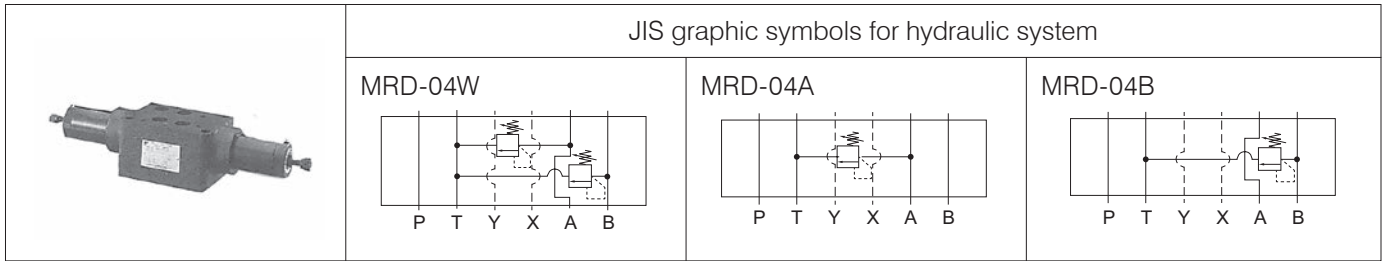 JIS graphic symbols for hydraulic system
MRD-04W
MRD-04A
MRD-04B
P T Y X A B
P T Y X A B
P T Y X A B